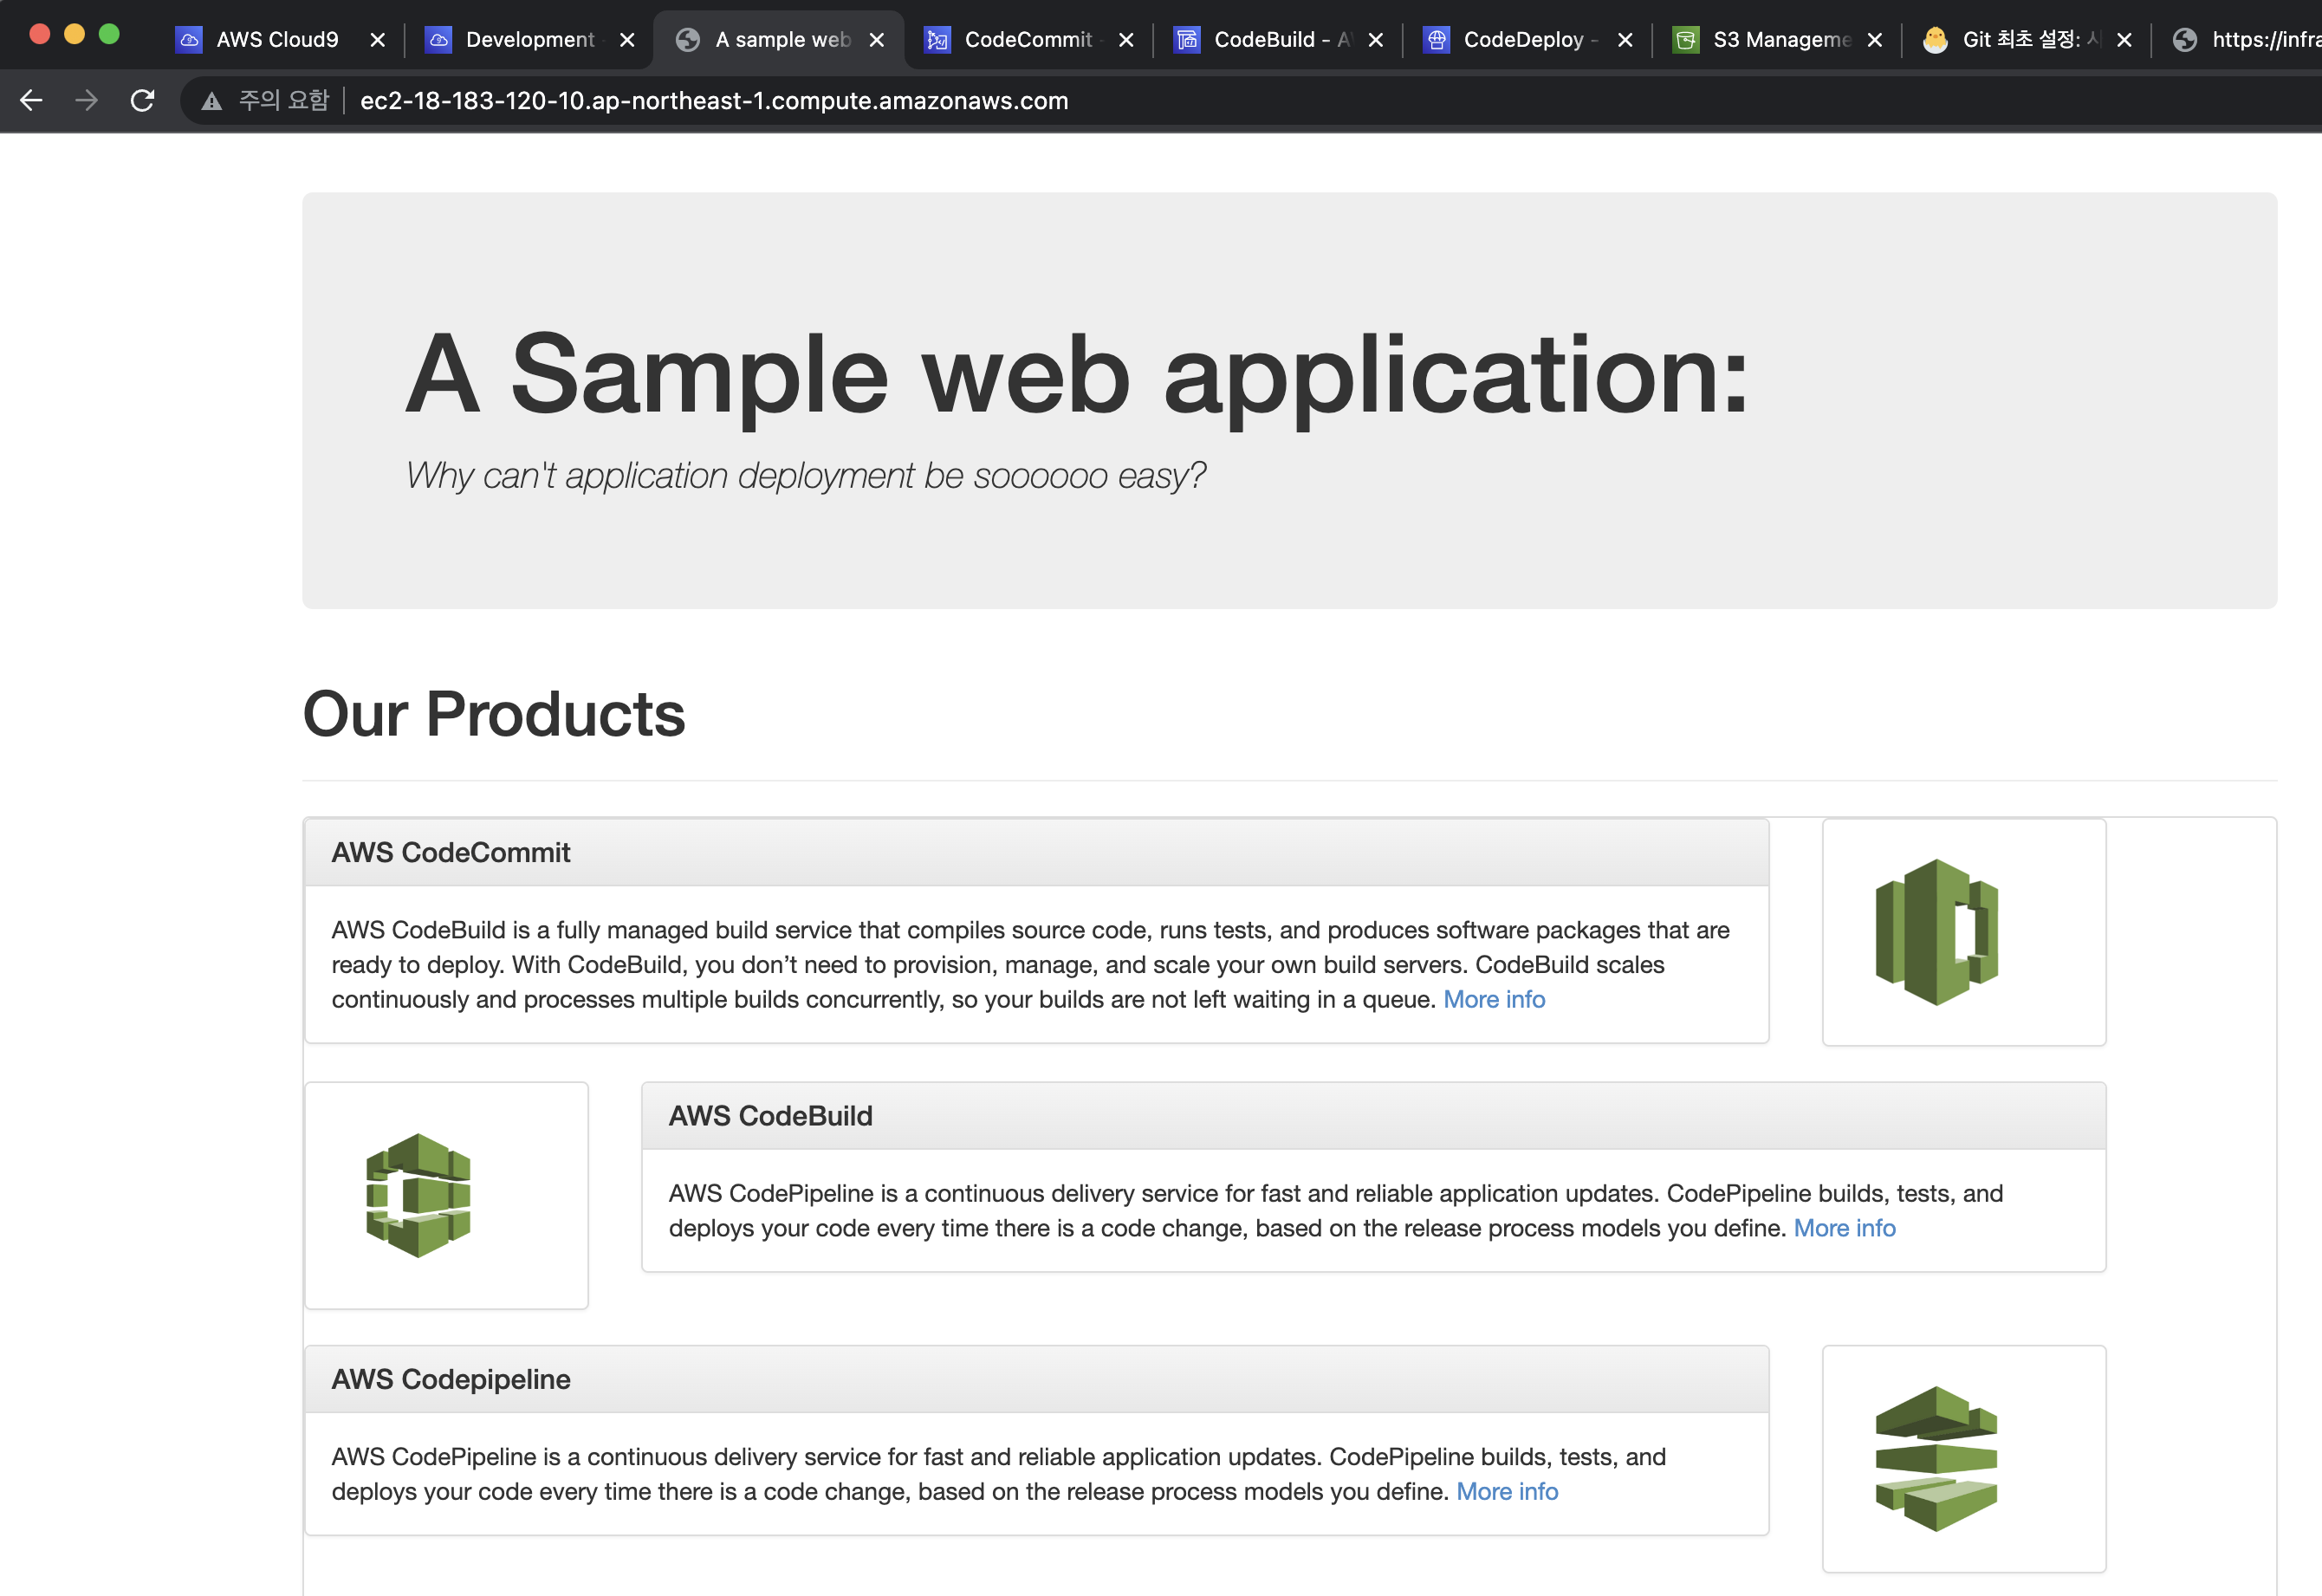 AWS Cloud9
Development
A sample web
CodeCommit
CodeBuild - A
CodeDeploy -
S3 Manageme
Git 최초 설정:
https://infra
주의 요함
ec2-18-183-120-10.ap-northeast-1.compute.amazonaws.com
A Sample web application:
Why can't application deployment be soooooo easy?
Our Products
AWS CodeCommit
AWS CodeBuild is a fully managed build service that compiles source code, runs tests, and produces software packages that are
ready to deploy. With CodeBuild, you don’t need to provision, manage, and scale your own build servers. CodeBuild scales
continuously and processes multiple builds concurrently, so your builds are not left waiting in a queue. More info
AWS CodeBuild
AWS CodePipeline is a continuous delivery service for fast and reliable application updates. CodePipeline builds, tests, and
deploys your code every time there is a code change, based on the release process models you define. More info
AWS Codepipeline
AWS CodePipeline is a continuous delivery service for fast and reliable application updates. CodePipeline builds, tests, and
deploys your code every time there is a code change, based on the release process models you define. More info